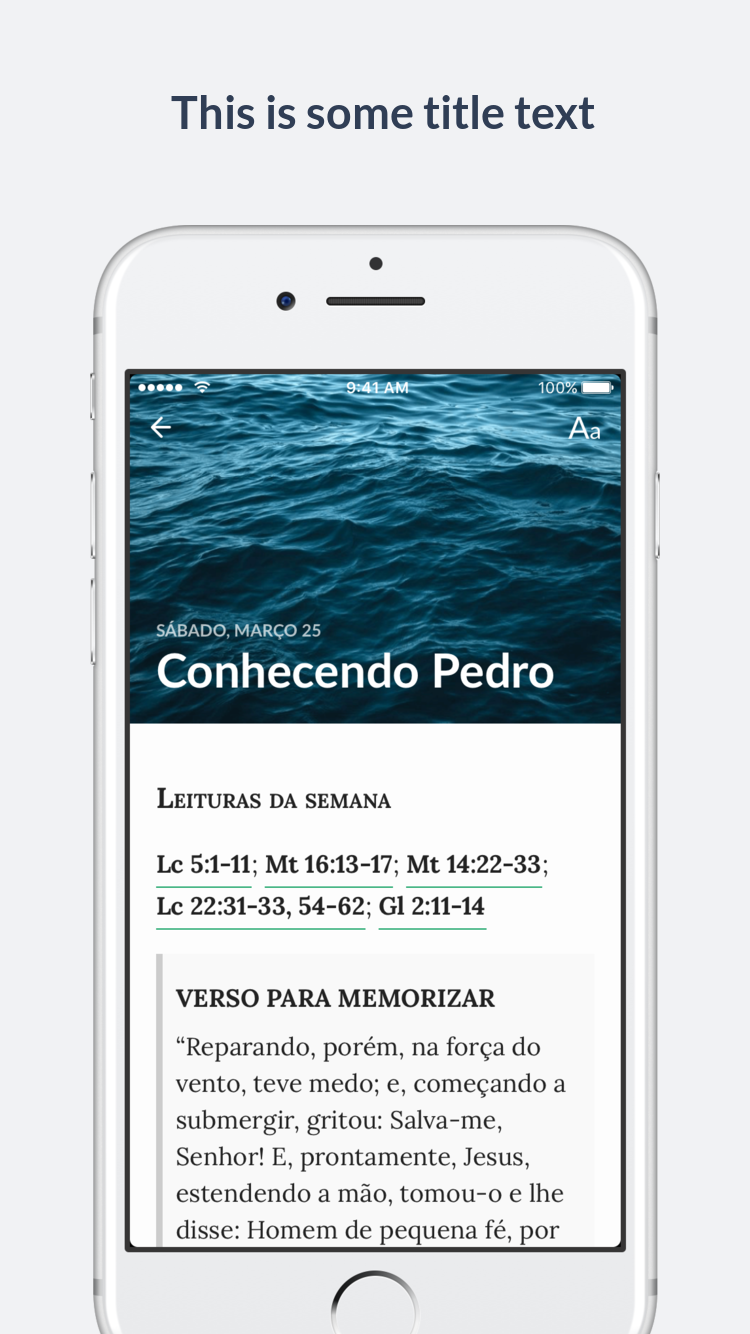 This is some title text
9:41 AM
100%
Aa
SÁBADO, MARÇO 25
Conhecendo Pedro
Leituras da semana
Lc 5:1-11; Mt 16:13-17; Mt 14:22-33;
Lc 22:31-33, 54-62; Gl 2:11-14
VERSO PARA MEMORIZAR
“Reparando, porém, na força do
vento, teve medo; e, começando a
submergir, gritou: Salva-me,
Senhor! E, prontamente, Jesus,
estendendo a mão, tomou-o e lhe
disse: Homem de pequena fé, por